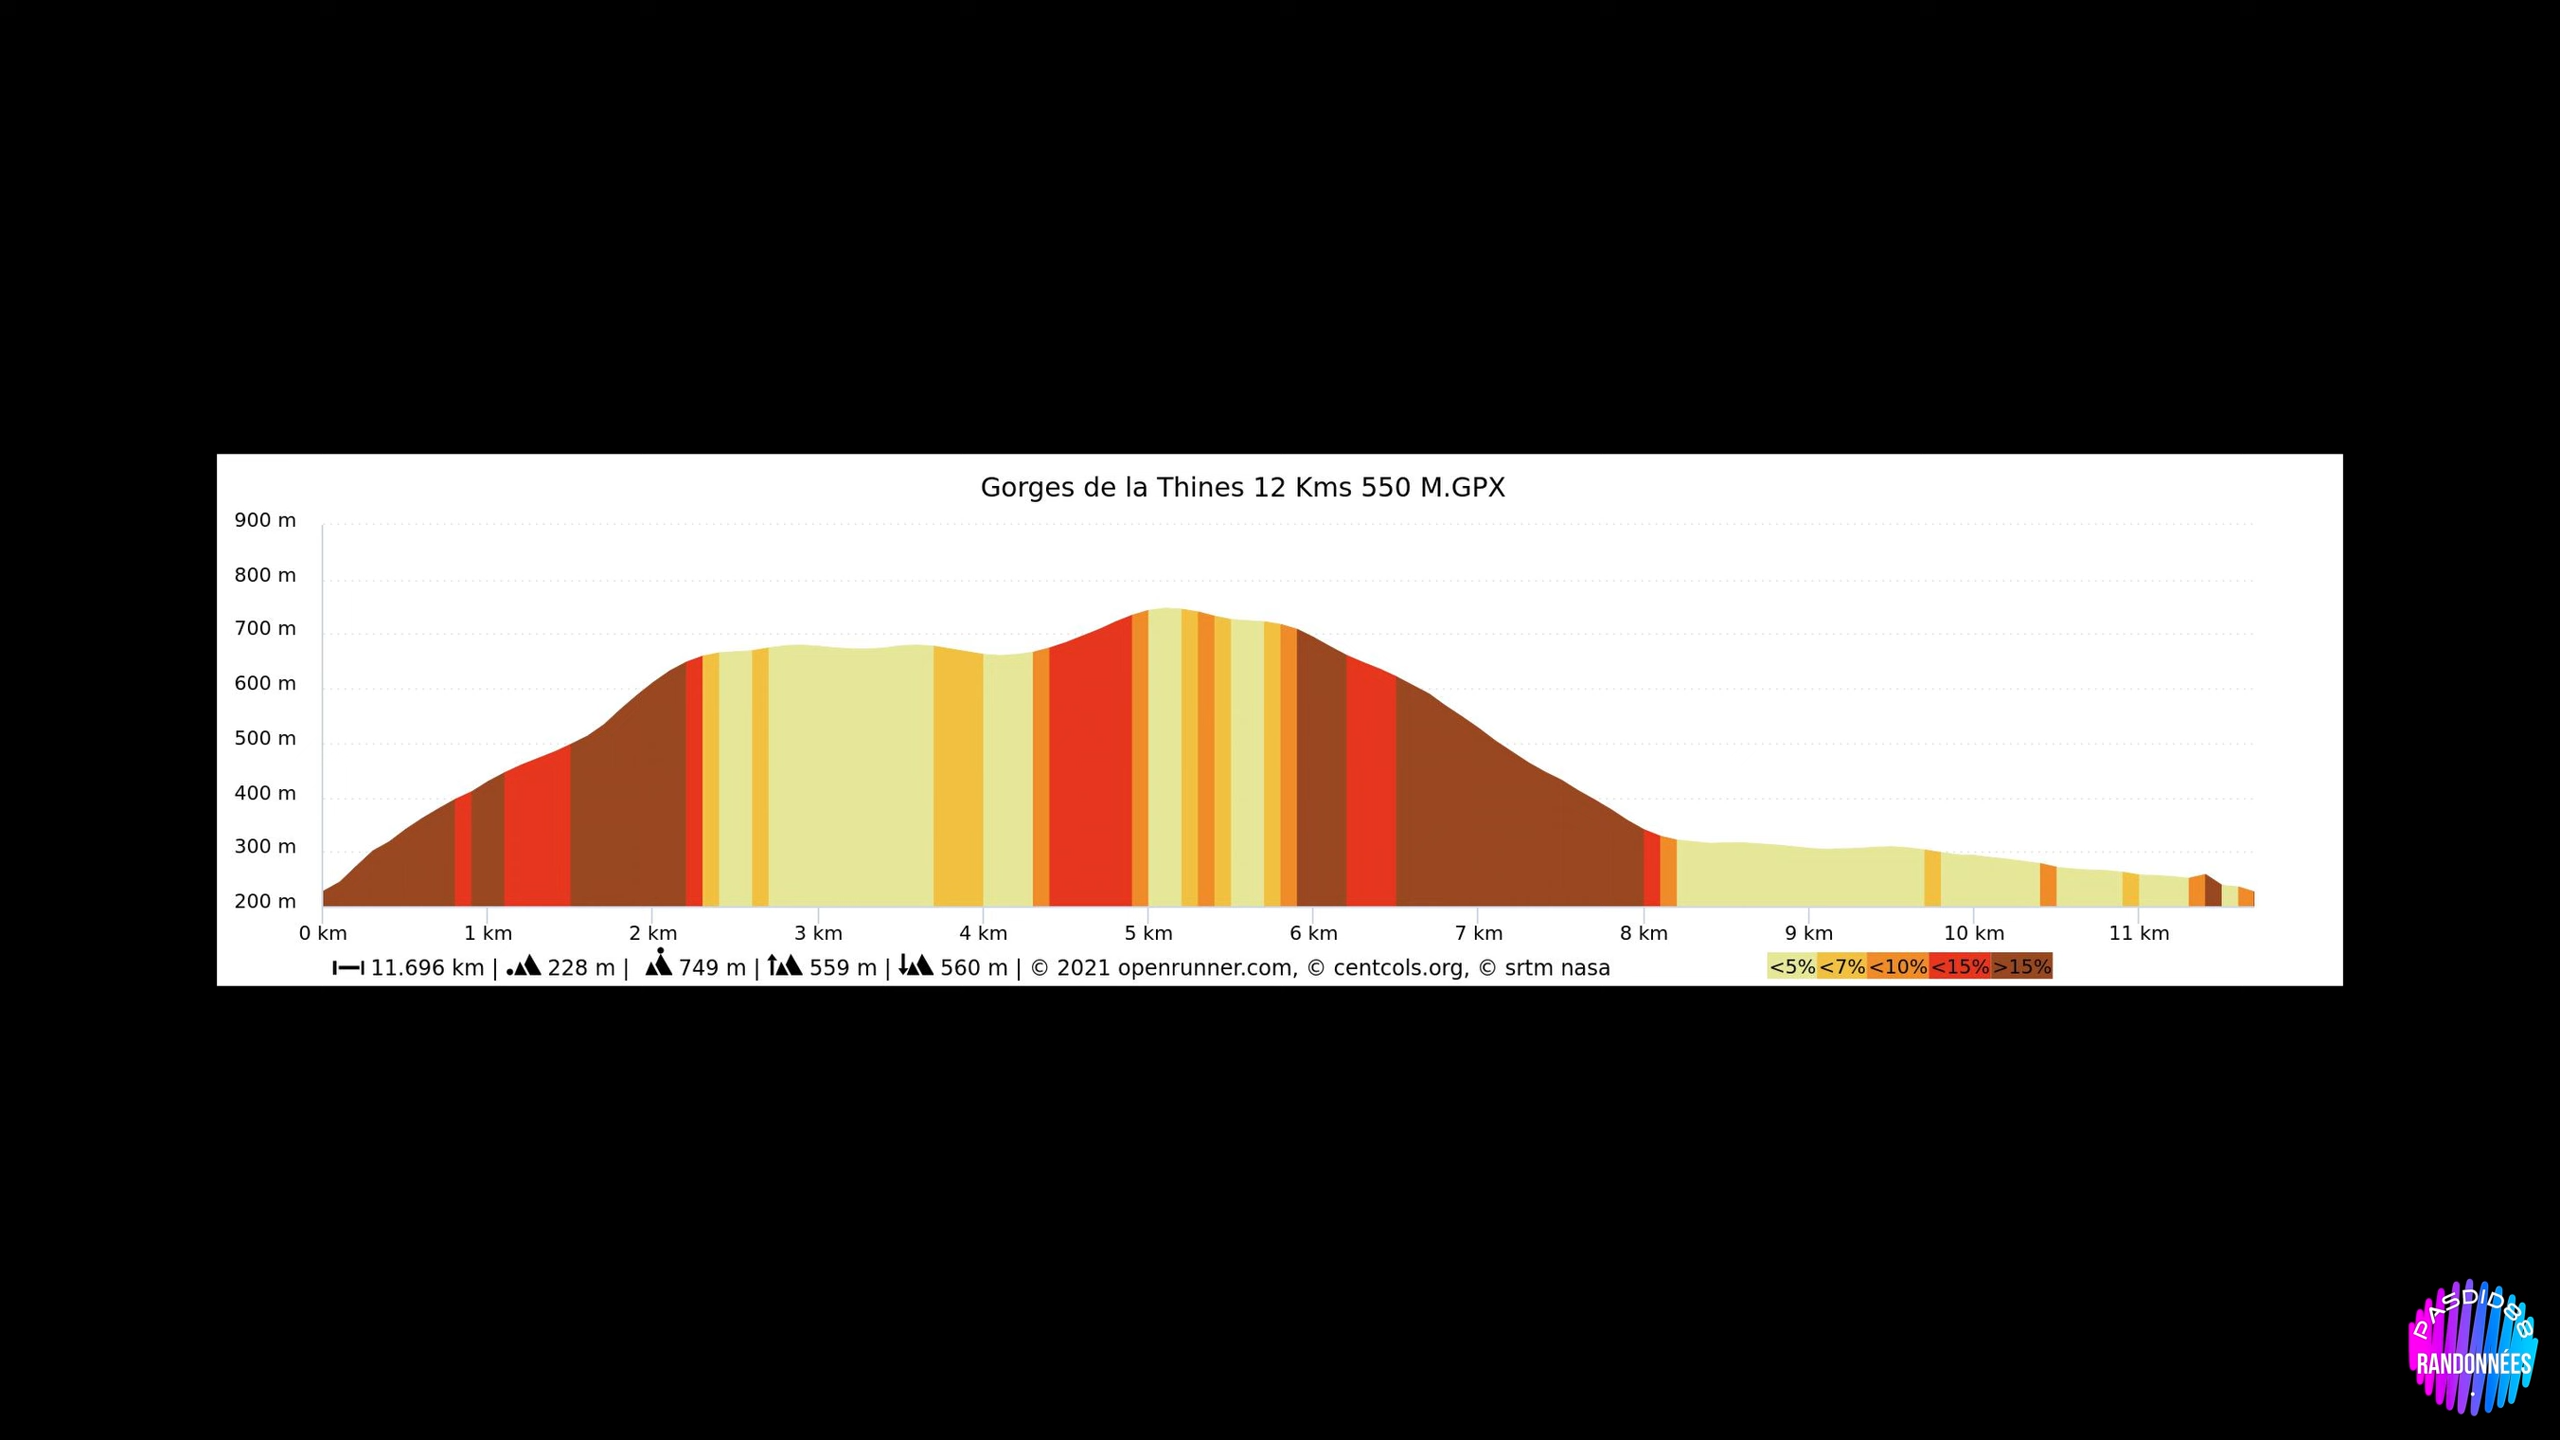 Gorges de la Thines 12 Kms 550 M.GPX
900 m
800 m
700 m
600 m
500 m
400 m
300 m
200 m
0 km 1 km 2 km 3 km 4 km 5 km 6 km 7 km 8 km 9 km 10 km 11 km
11.696 km | 228 m | 749 m | 559 m | 560 m | © 2021 openrunner.com, © centcols.org, © srtm nasa
<5% <7% <10% <15% >15%
PASDID88
RANDONNÉES